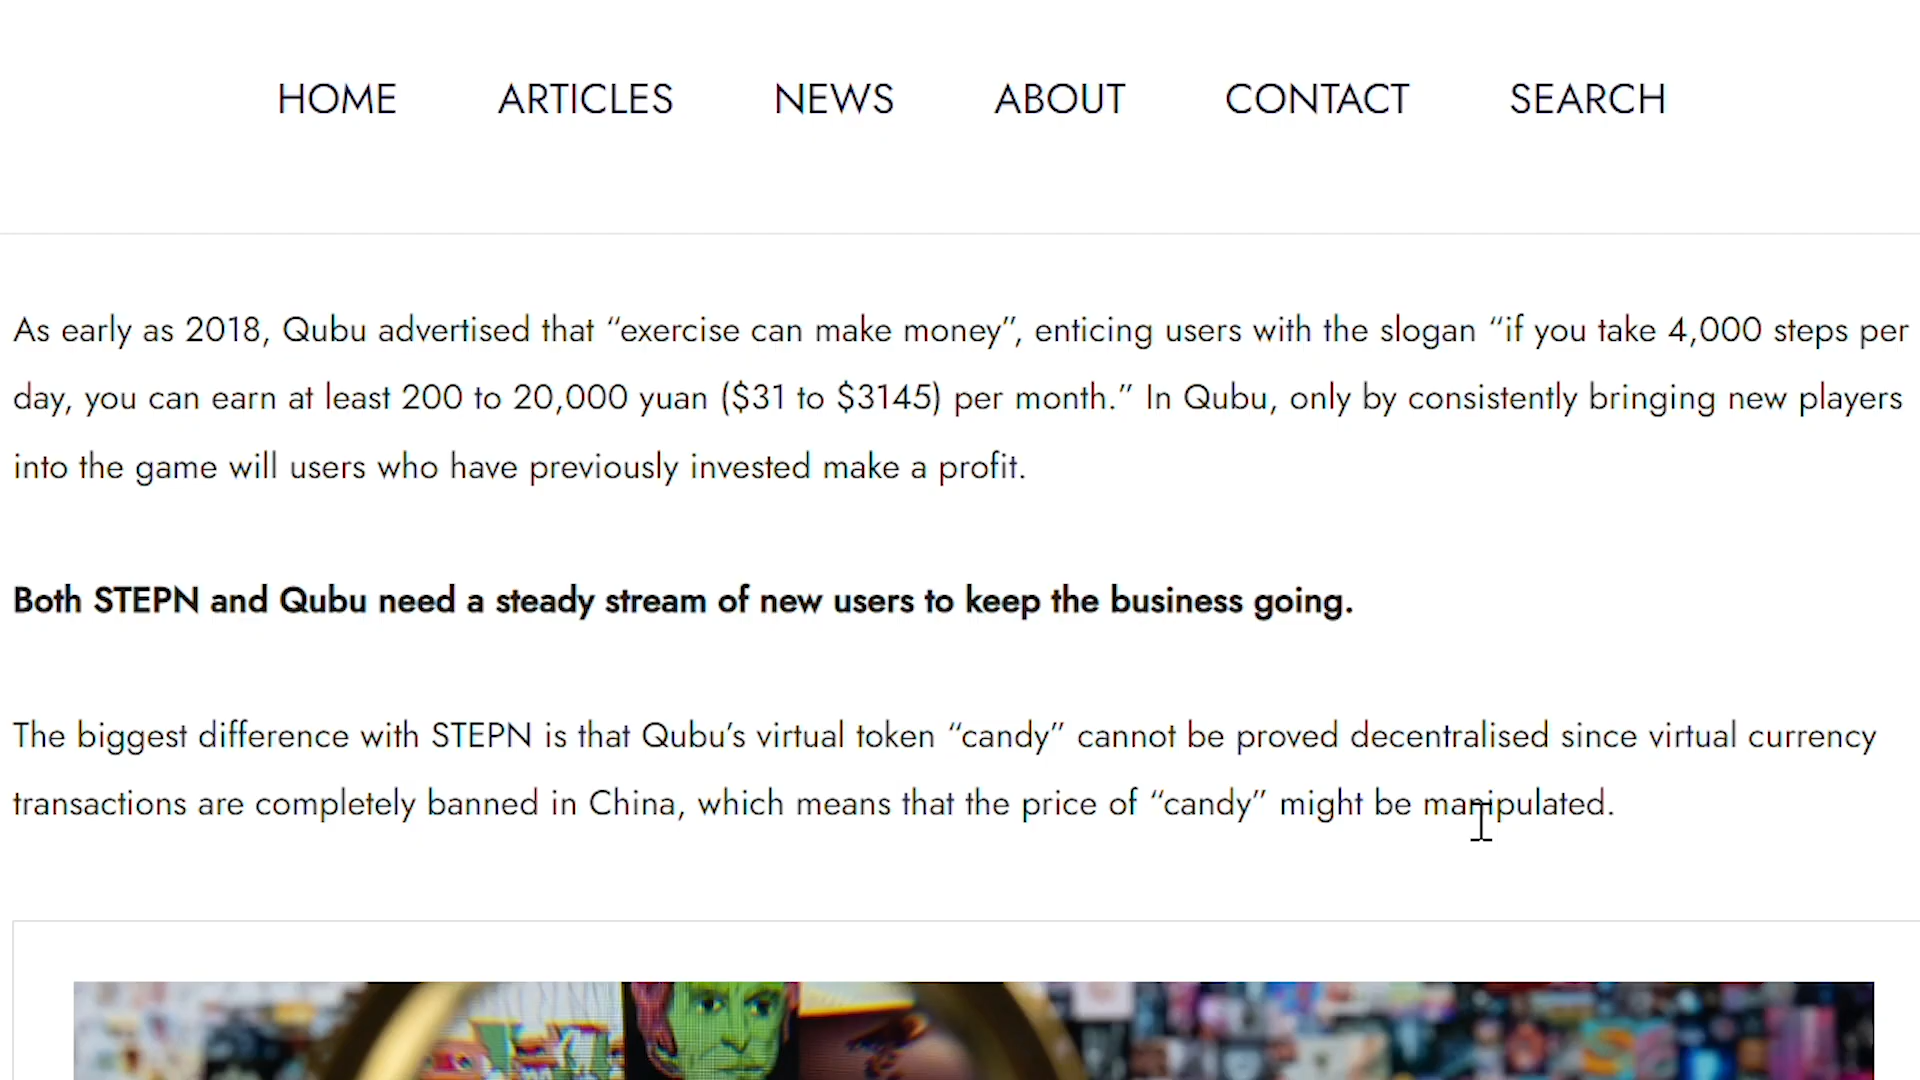 HOME ARTICLES NEWS ABOUT CONTACT SEARCH
As early as 2018, Qubu advertised that “exercise can make money”, enticing users with the slogan “if you take 4,000 steps per
day, you can earn at least 200 to 20,000 yuan ($31 to $3145) per month.” In Qubu, only by consistently bringing new players
into the game will users who have previously invested make a profit.
Both STEPN and Qubu need a steady stream of new users to keep the business going.
The biggest difference with STEPN is that Qubu’s virtual token “candy” cannot be proved decentralised since virtual currency
transactions are completely banned in China, which means that the price of “candy” might be manipulated.